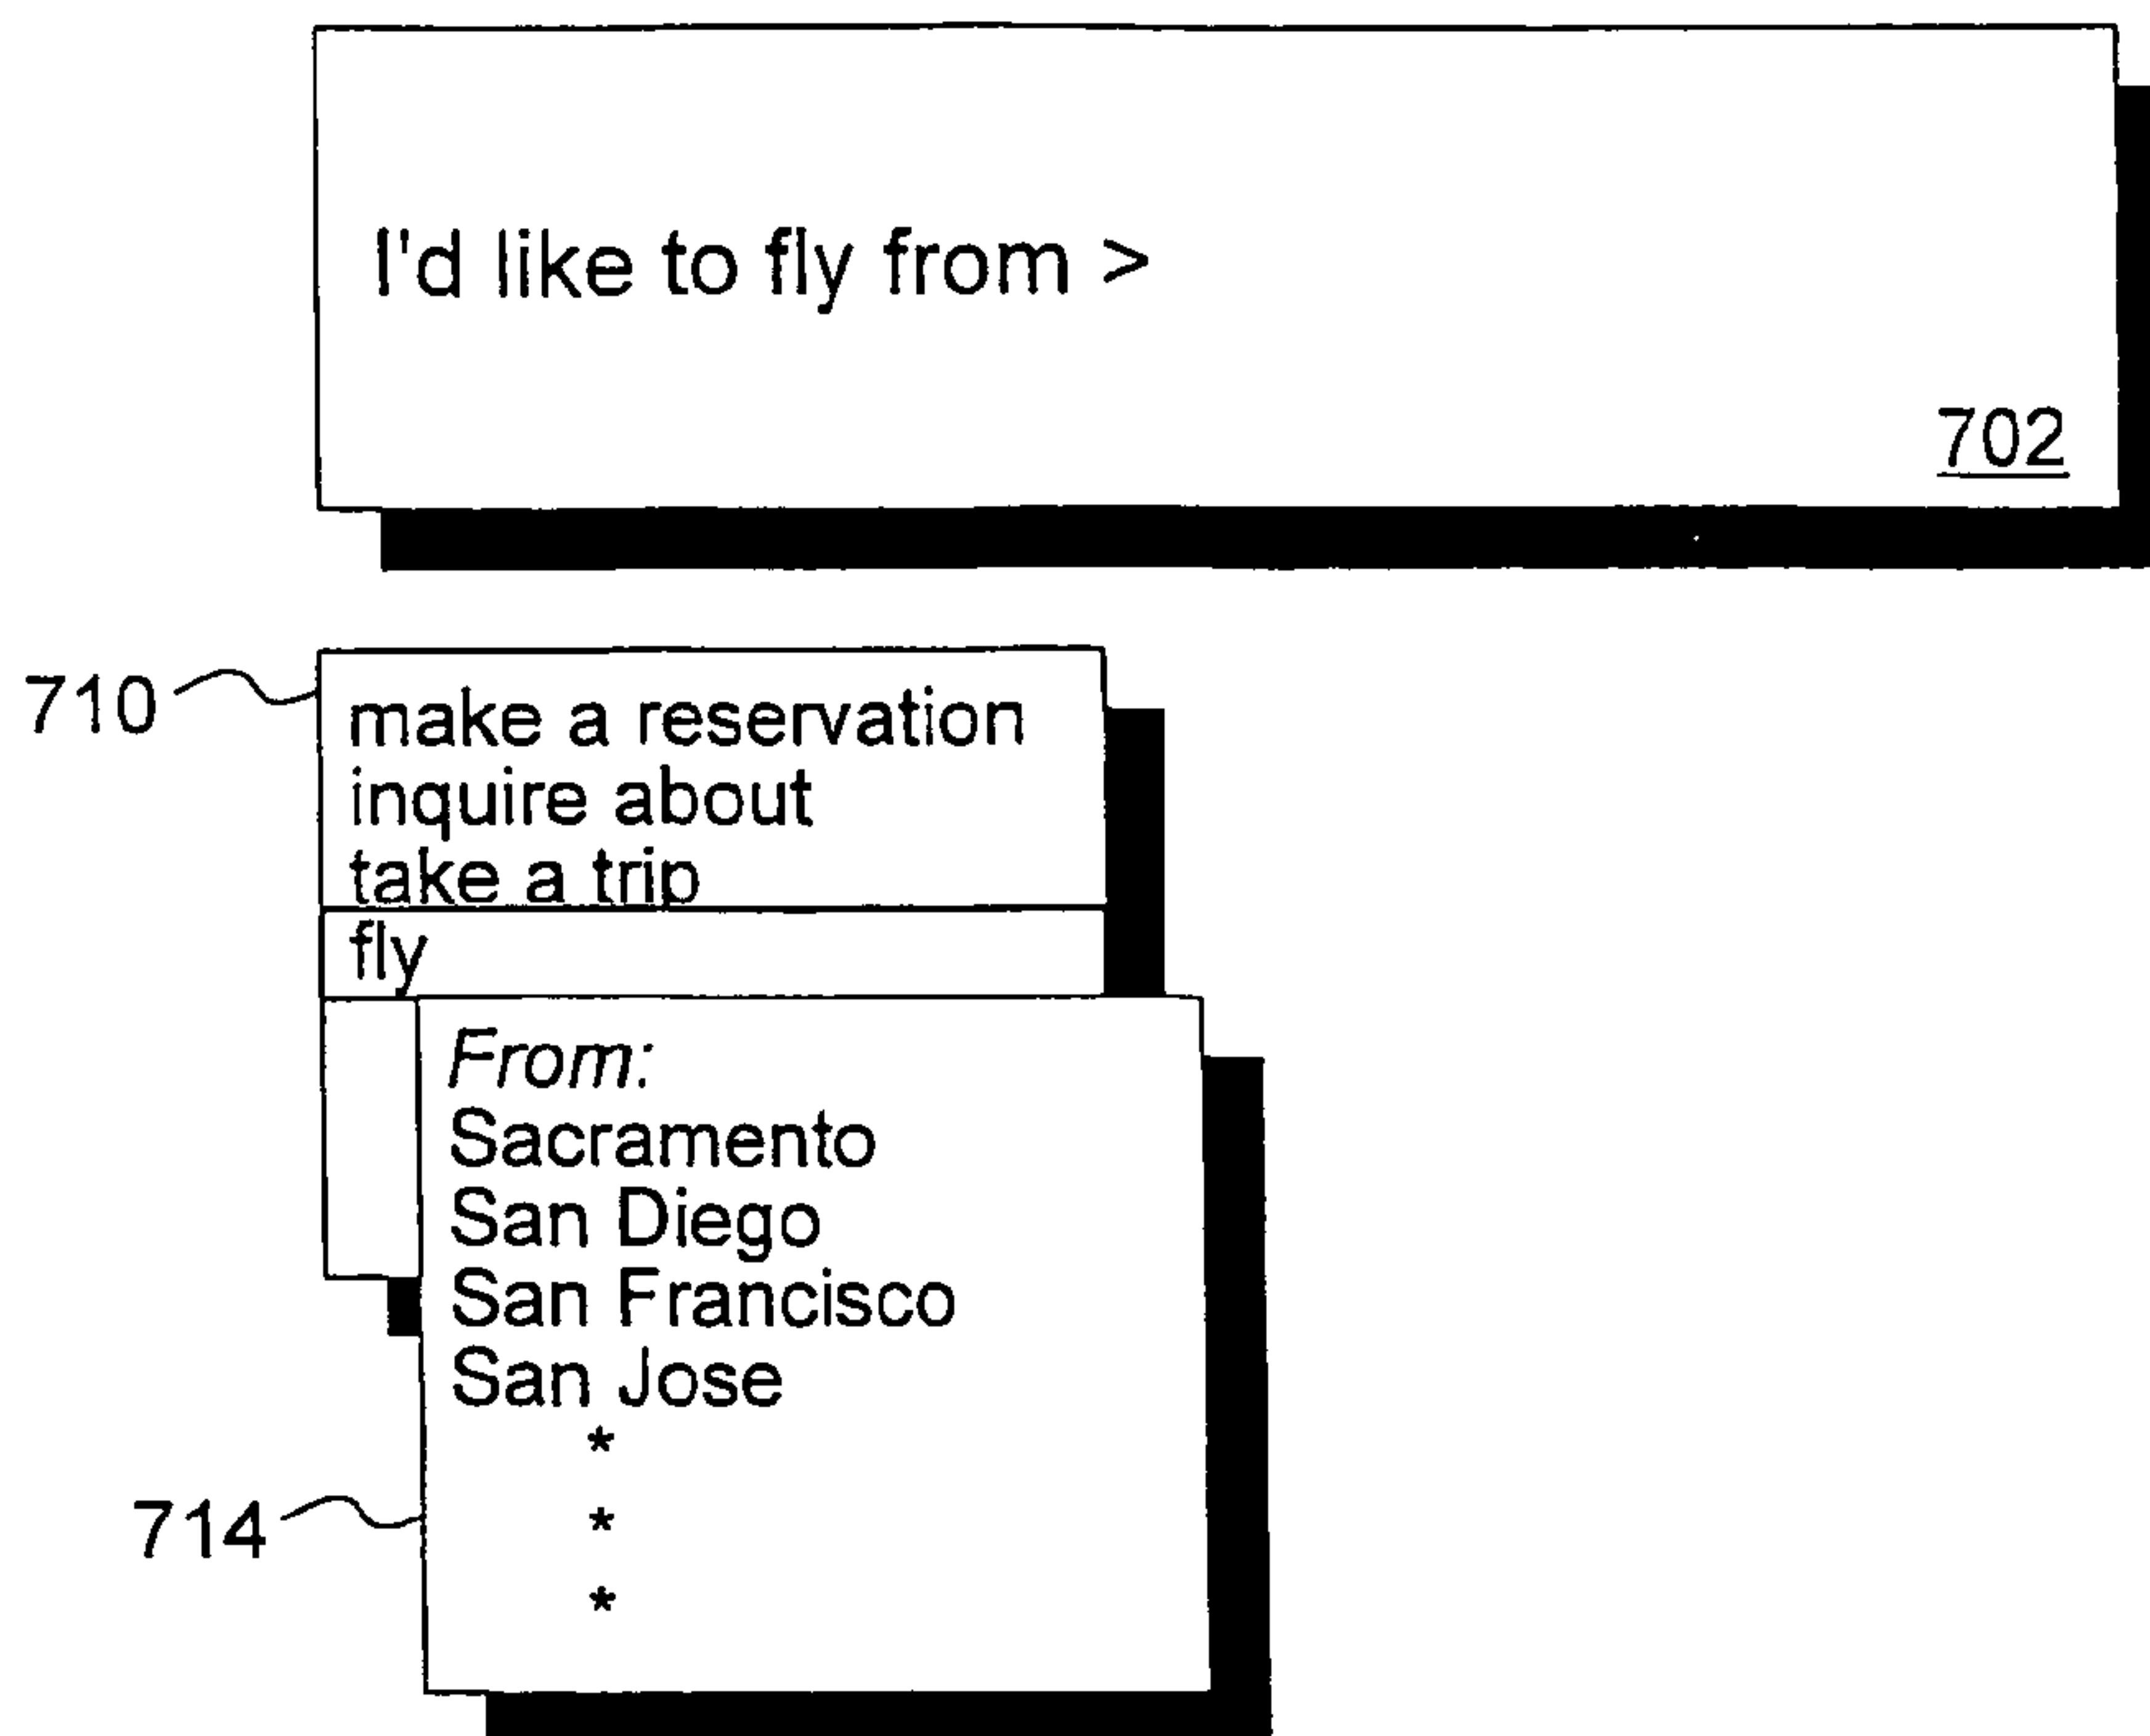 I'd like to fly from >
702
710
make a reservation
inquire about
take a trip
fly
From:
Sacramento
San Diego
San Francisco
San Jose
*
*
*
714